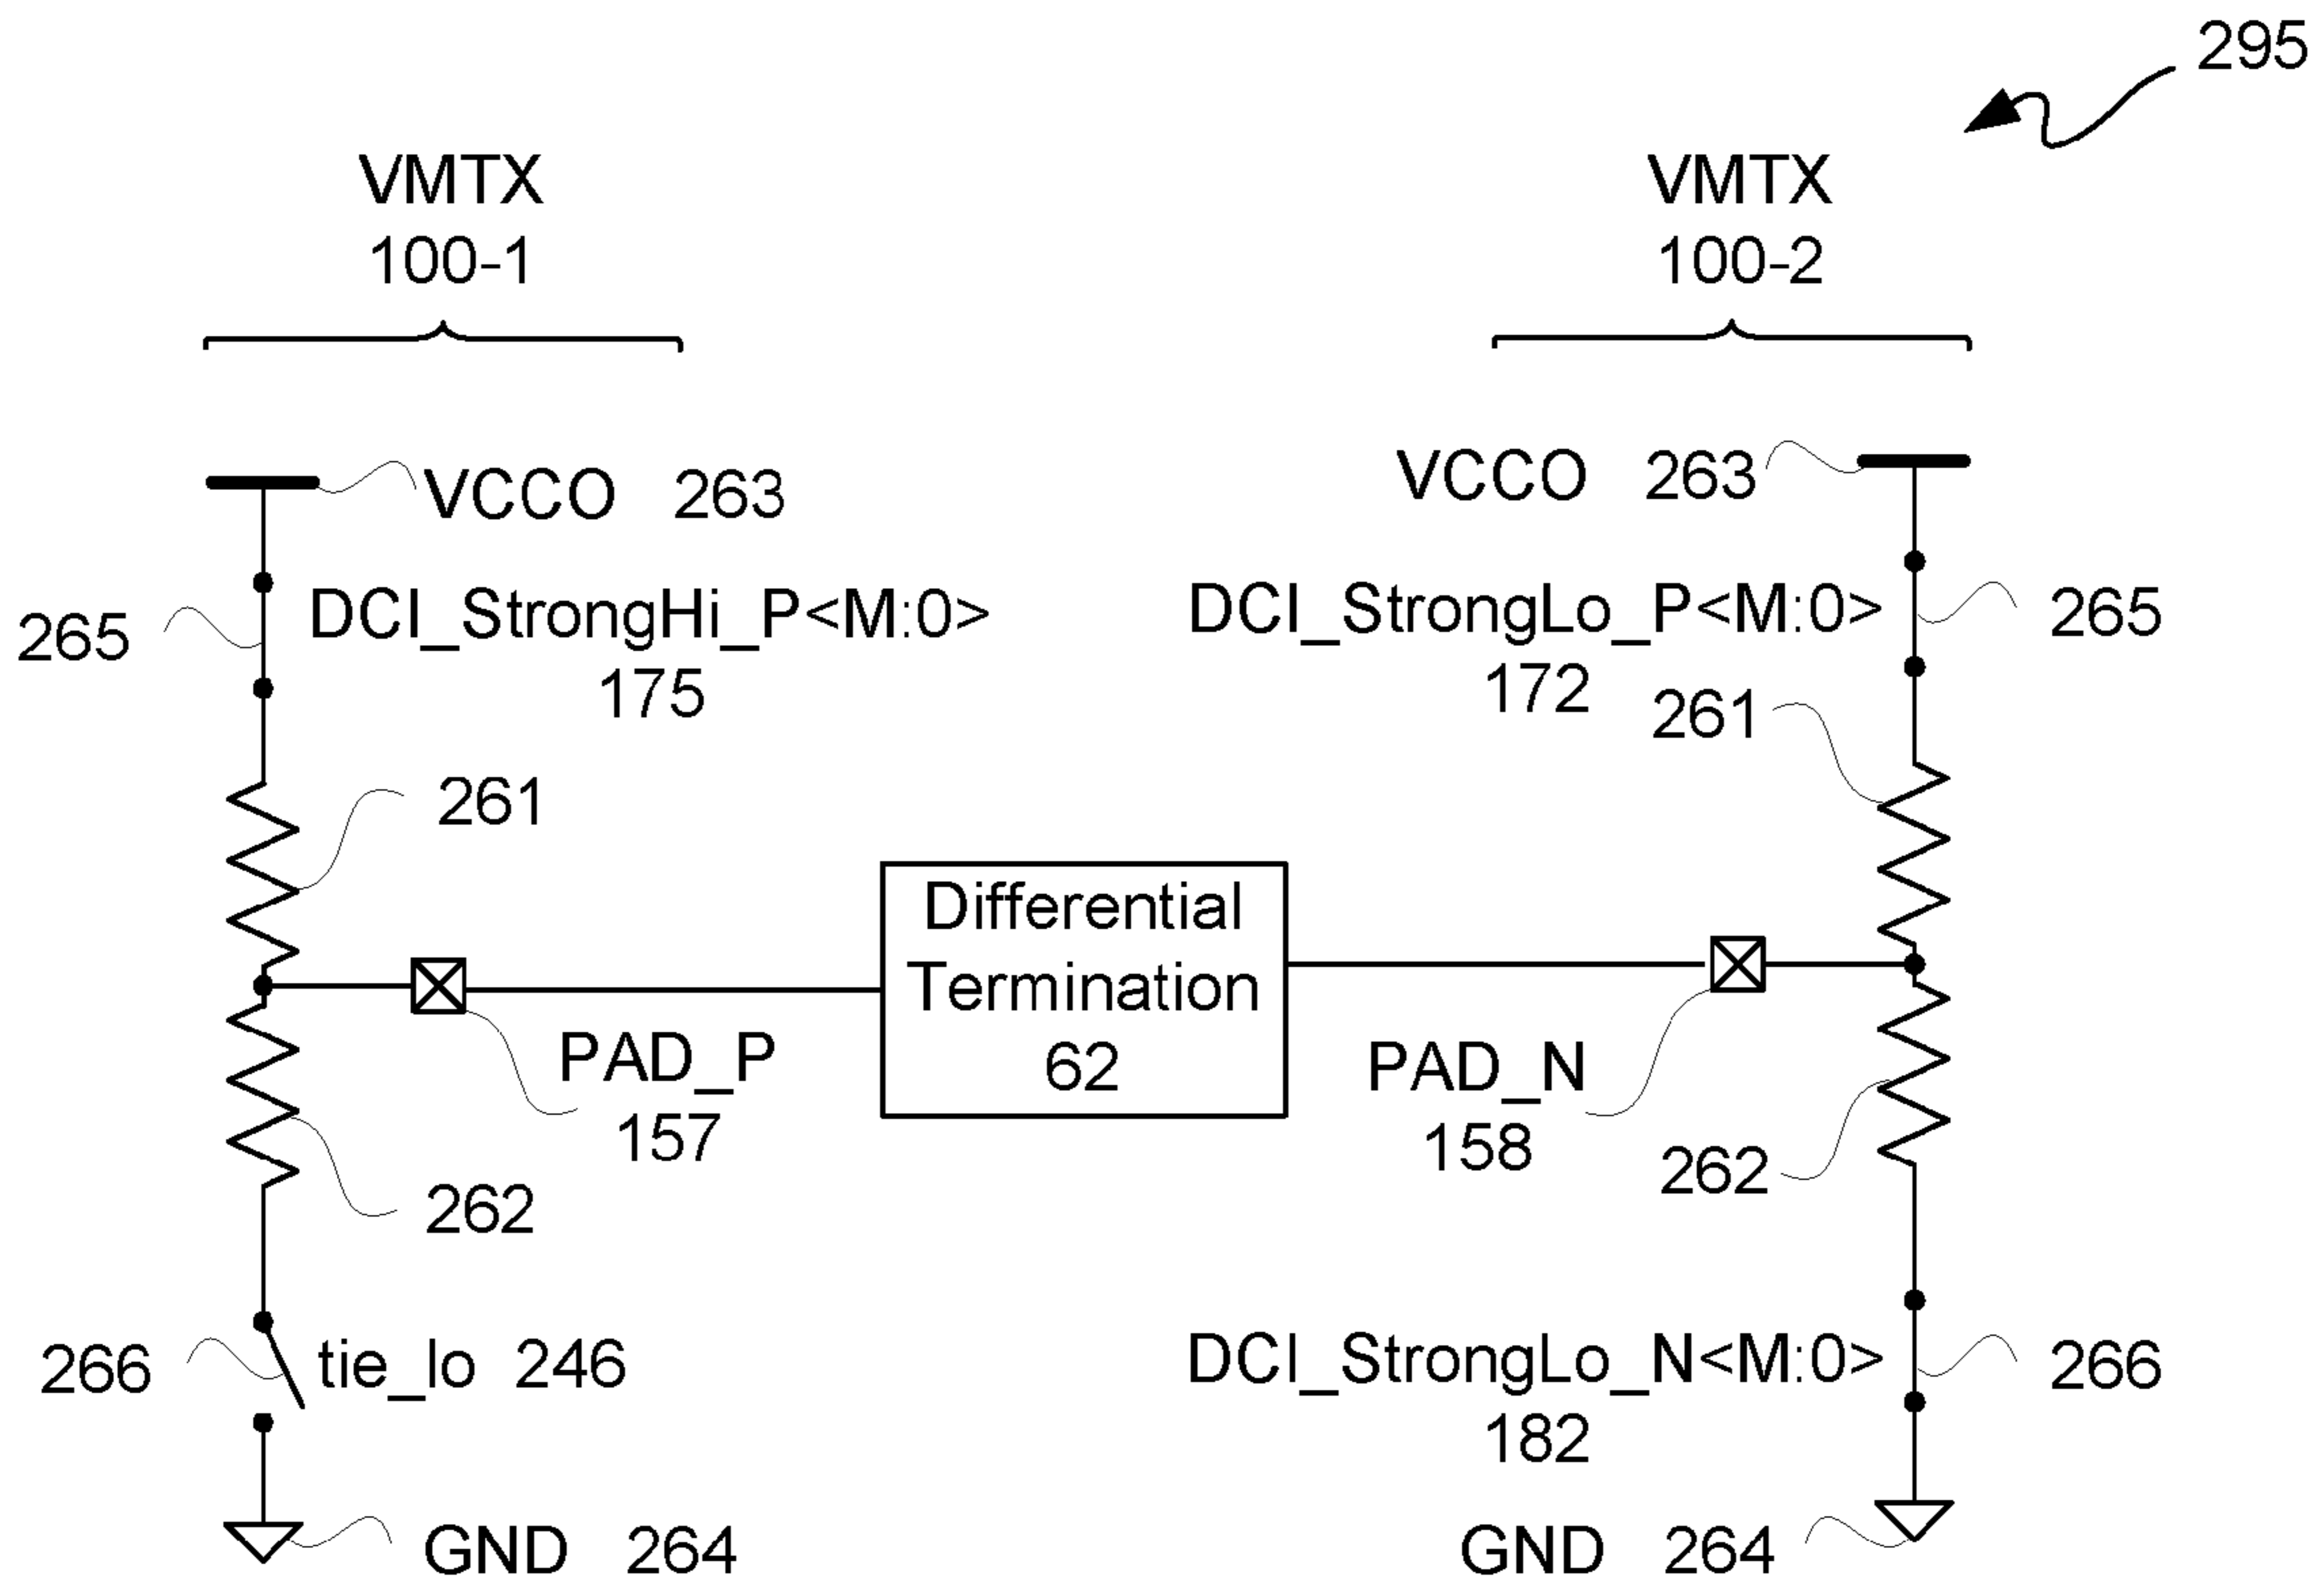 295
VMTX
100-1
VMTX
100-2
VCCO 263
VCCO 263
265
DCI_StrongHi_P<M:0>
175
DCI_StrongLo_P<M:0>
172
265
261
261
Differential
Termination
62
PAD_P
157
PAD_N
158
262
262
266
tie_lo 246
DCI_StrongLo_N<M:0>
182
266
GND 264
GND 264